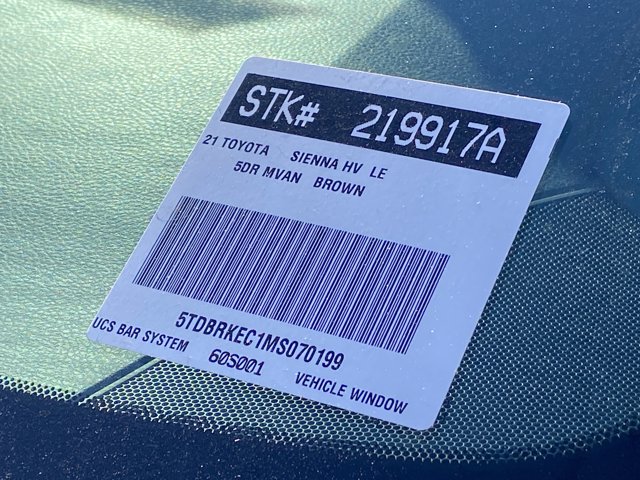 STK# 219917A
21 TOYOTA SIENNA HV LE
5DR MVAN BROWN
5TDBRKEC1MS070199
UCS BAR SYSTEM 60S001 VEHICLE WINDOW